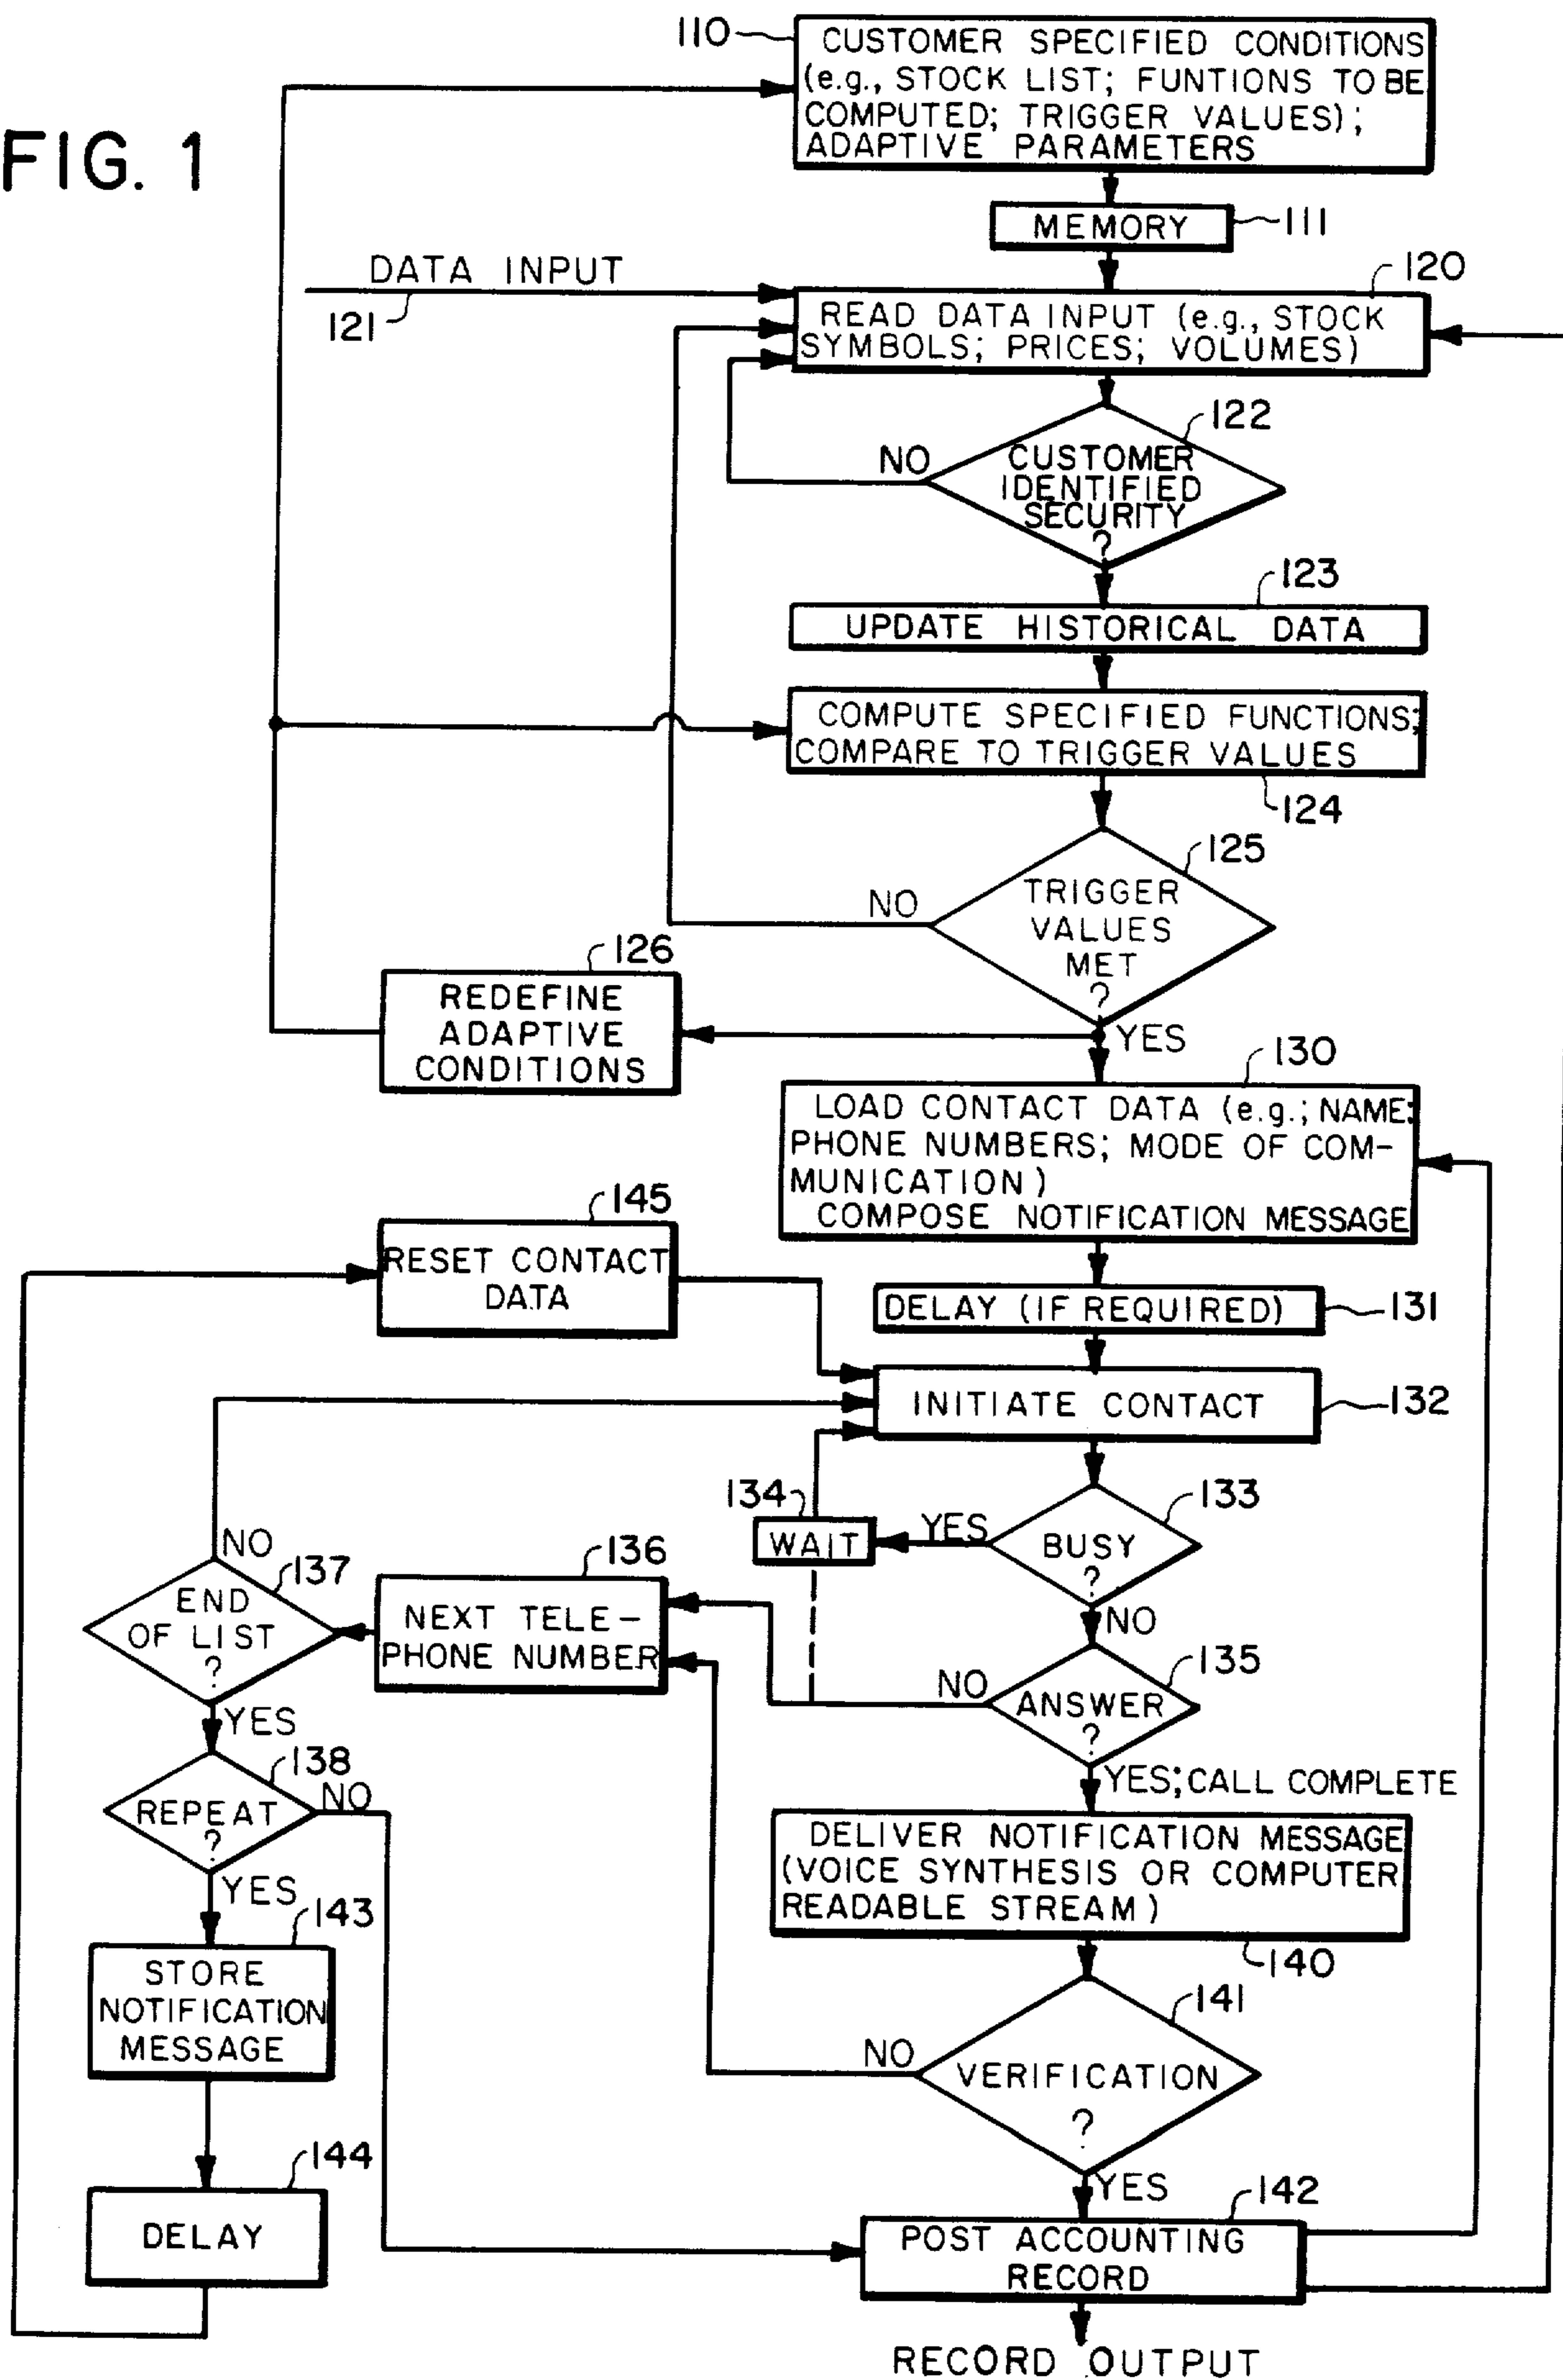 FIG. 1
110
CUSTOMER SPECIFIED CONDITIONS
(e.g., STOCK LIST; FUNTIONS TO BE
COMPUTED; TRIGGER VALUES);
ADAPTIVE PARAMETERS
MEMORY
111
DATA INPUT
121
120
READ DATA INPUT (e.g., STOCK
SYMBOLS; PRICES; VOLUMES)
122
NO
CUSTOMER
IDENTIFIED
SECURITY
?
123
UPDATE HISTORICAL DATA
COMPUTE SPECIFIED FUNCTIONS;
COMPARE TO TRIGGER VALUES
124
125
NO
TRIGGER
VALUES
MET
?
YES
126
REDEFINE
ADAPTIVE
CONDITIONS
130
LOAD CONTACT DATA (e.g.; NAME;
PHONE NUMBERS; MODE OF COM-
MUNICATION)
COMPOSE NOTIFICATION MESSAGE
145
RESET CONTACT
DATA
DELAY (IF REQUIRED)
131
INITIATE CONTACT
132
134
WAIT
YES
133
BUSY
?
NO
NO
137
END
OF LIST
?
YES
136
NEXT TELE-
PHONE NUMBER
NO
135
ANSWER
?
YES; CALL COMPLETE
138
REPEAT
?
NO
YES
DELIVER NOTIFICATION MESSAGE
(VOICE SYNTHESIS OR COMPUTER
READABLE STREAM)
140
143
STORE
NOTIFICATION
MESSAGE
141
NO
VERIFICATION
?
YES
144
DELAY
142
POST ACCOUNTING
RECORD
RECORD OUTPUT